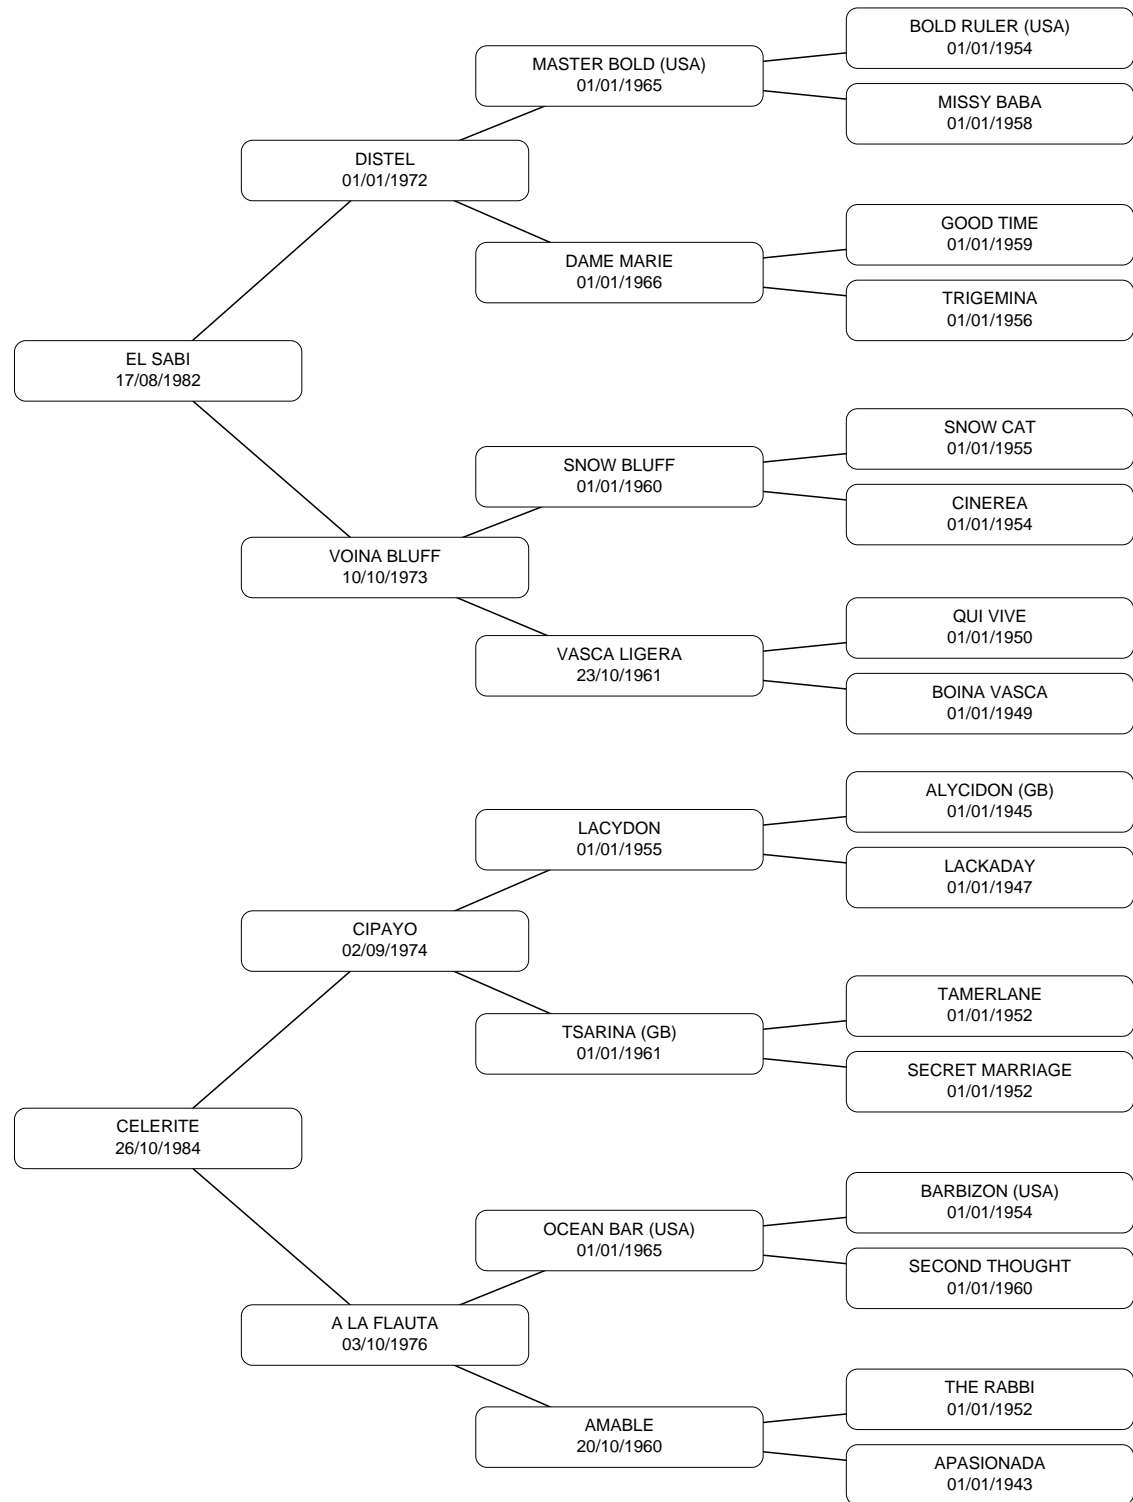 BOLD RULER (USA)
01/01/1954
MASTER BOLD (USA)
01/01/1965
MISSY BABA
01/01/1958
DISTEL
01/01/1972
GOOD TIME
01/01/1959
DAME MARIE
01/01/1966
TRIGEMINA
01/01/1956
EL SABI
17/08/1982
SNOW CAT
01/01/1955
SNOW BLUFF
01/01/1960
CINEREA
01/01/1954
VOINA BLUFF
10/10/1973
QUI VIVE
01/01/1950
VASCA LIGERA
23/10/1961
BOINA VASCA
01/01/1949
ALYCIDON (GB)
01/01/1945
LACYDON
01/01/1955
LACKADAY
01/01/1947
CIPAYO
02/09/1974
TAMERLANE
01/01/1952
TSARINA (GB)
01/01/1961
SECRET MARRIAGE
01/01/1952
CELERITE
26/10/1984
BARBIZON (USA)
01/01/1954
OCEAN BAR (USA)
01/01/1965
SECOND THOUGHT
01/01/1960
A LA FLAUTA
03/10/1976
THE RABBI
01/01/1952
AMABLE
20/10/1960
APASIONADA
01/01/1943